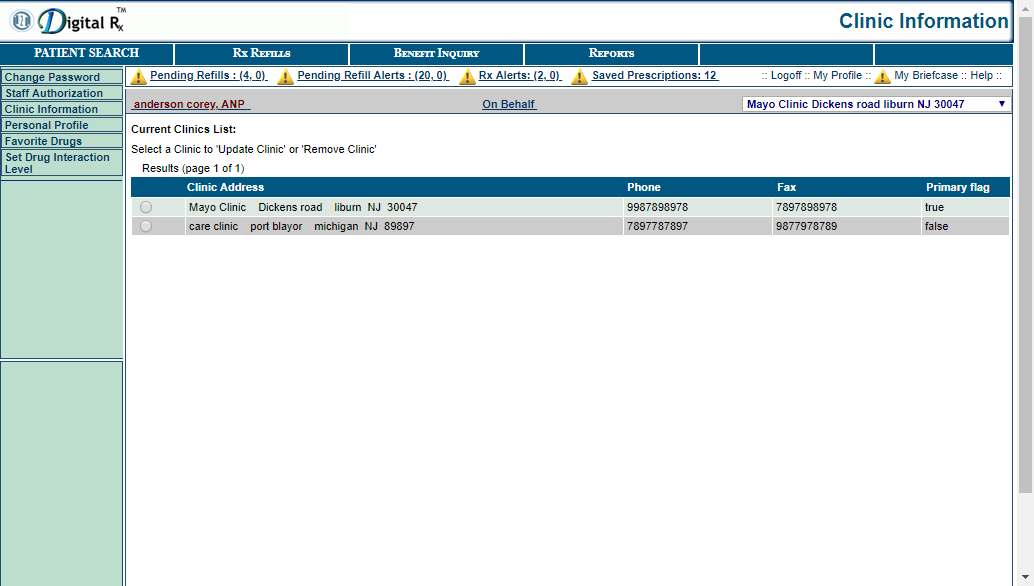 Digital Rx TM
Clinic Information
PATIENT SEARCH Rx Refills Benefit Inquiry Reports
Pending Refills : (4, 0) Pending Refill Alerts : (20, 0) Rx Alerts: (2, 0) Saved Prescriptions: 12 :: Logoff :: My Profile :: My Briefcase :: Help ::
Change Password
Staff Authorization
Clinic Information
Personal Profile
Favorite Drugs
Set Drug Interaction
Level
anderson corey, ANP On Behalf Mayo Clinic Dickens road liburn NJ 30047
Current Clinics List:
Select a Clinic to 'Update Clinic' or 'Remove Clinic'
Results (page 1 of 1)
Clinic Address Phone Fax Primary flag
Mayo Clinic Dickens road liburn NJ 30047 9987898978 7897898978 true
care clinic port blayor michigan NJ 89897 7897787897 9877978789 false